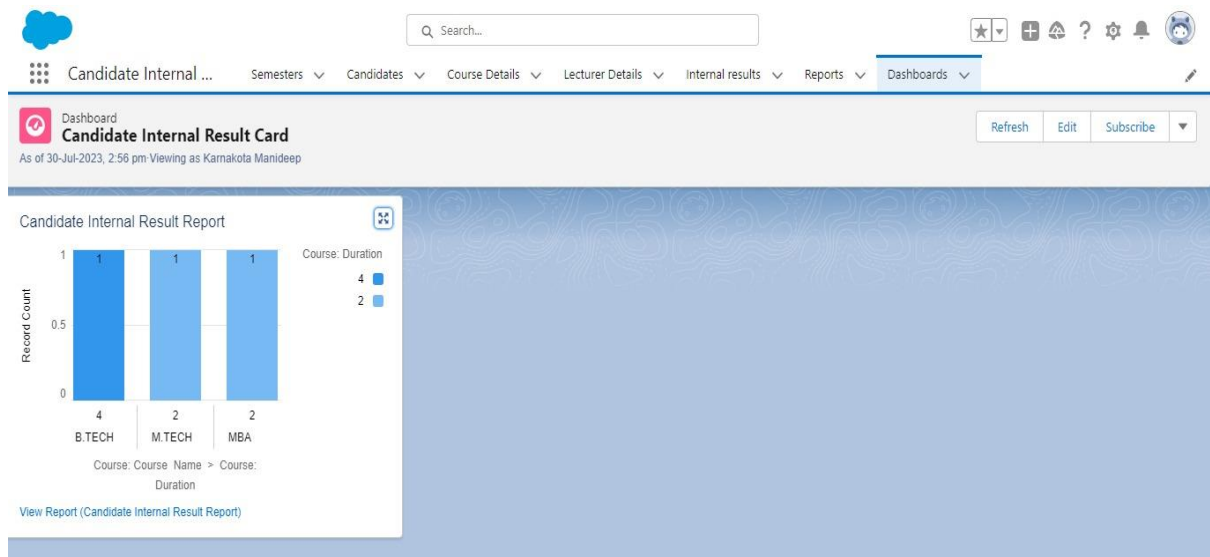 Search...
Candidate Internal ... Semesters Candidates Course Details Lecturer Details Internal results Reports Dashboards
Dashboard
Candidate Internal Result Card
As of 30-Jul-2023, 2:56 pm·Viewing as Karnakota Manideep
Refresh Edit Subscribe
Candidate Internal Result Report
Course: Duration
4
2
Record Count
1
0.5
0
1 1 1
4 2 2
B.TECH M.TECH MBA
Course: Course Name > Course:
Duration
View Report (Candidate Internal Result Report)